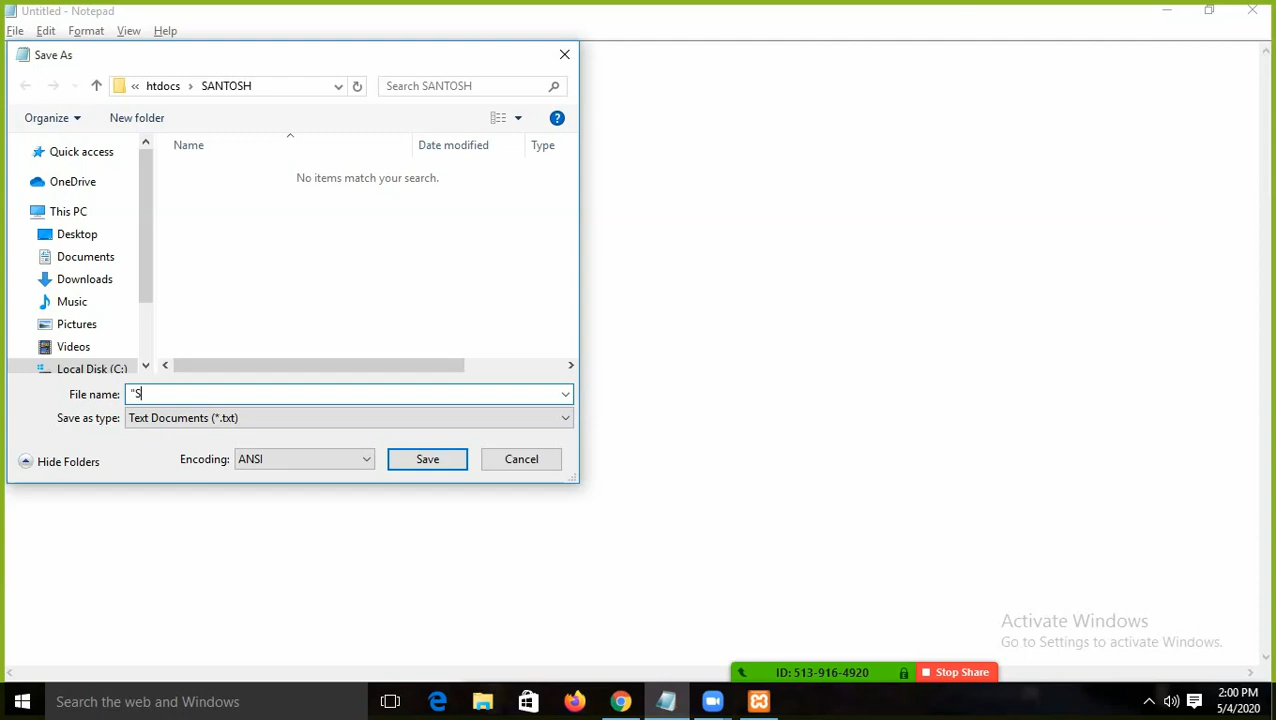 Untitled - Notepad
File Edit Format View Help
Save As
« htdocs › SANTOSH
Search SANTOSH
Organize New folder
Name Date modified Type
No items match your search.
Quick access
OneDrive
This PC
Desktop
Documents
Downloads
Music
Pictures
Videos
Local Disk (C:)
File name: "S
Save as type: Text Documents (*.txt)
Hide Folders Encoding: ANSI Save Cancel
Activate Windows
Go to Settings to activate Windows.
ID: 513-916-4920 Stop Share
Search the web and Windows
2:00 PM
5/4/2020